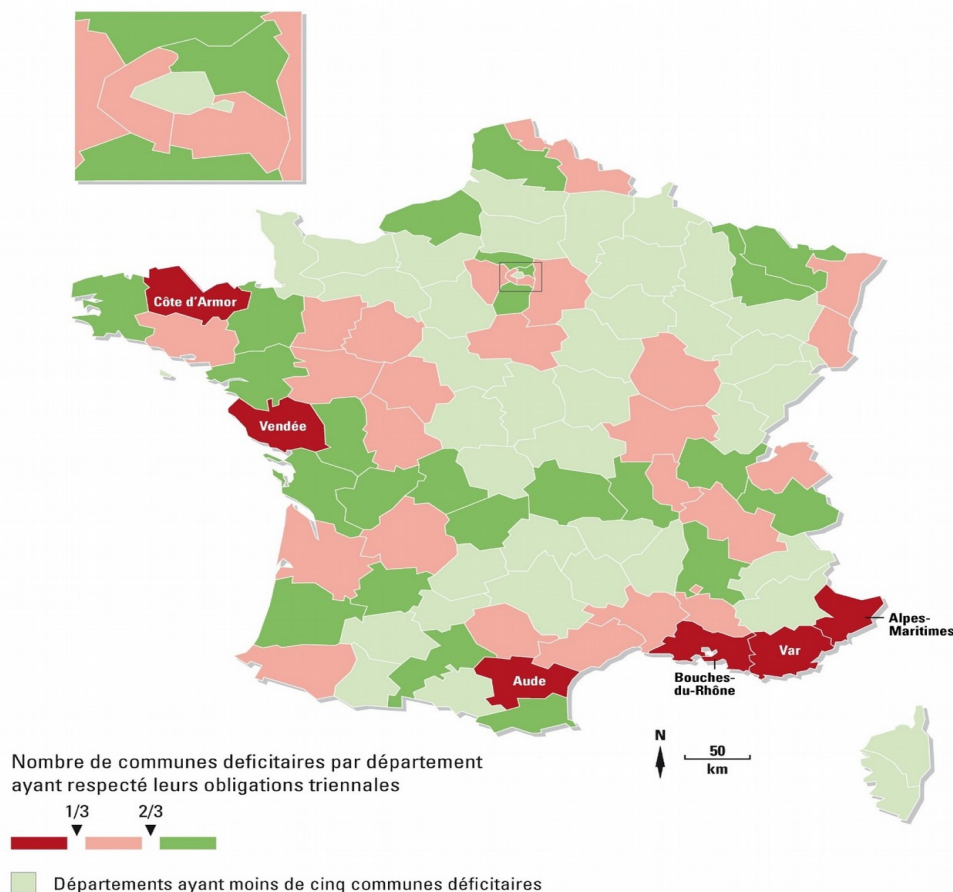 Côte d'Armor
Vendée
Alpes-
Maritimes
Var
Bouches-
du-Rhône
Aude
N
50
km
Nombre de communes deficitaires par département
ayant respecté leurs obligations triennales
1/3 2/3
Départements ayant moins de cinq communes déficitaires